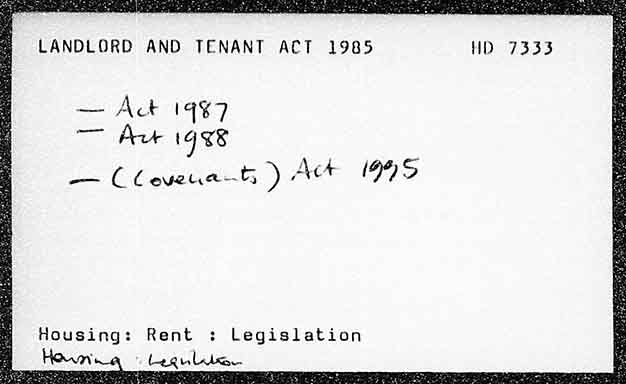 LANDLORD AND TENANT ACT 1985 HD 7333
— Act 1987
— Act 1988
— (Covenants) Act 1995
Housing: Rent : Legislation
Housing : Legislation